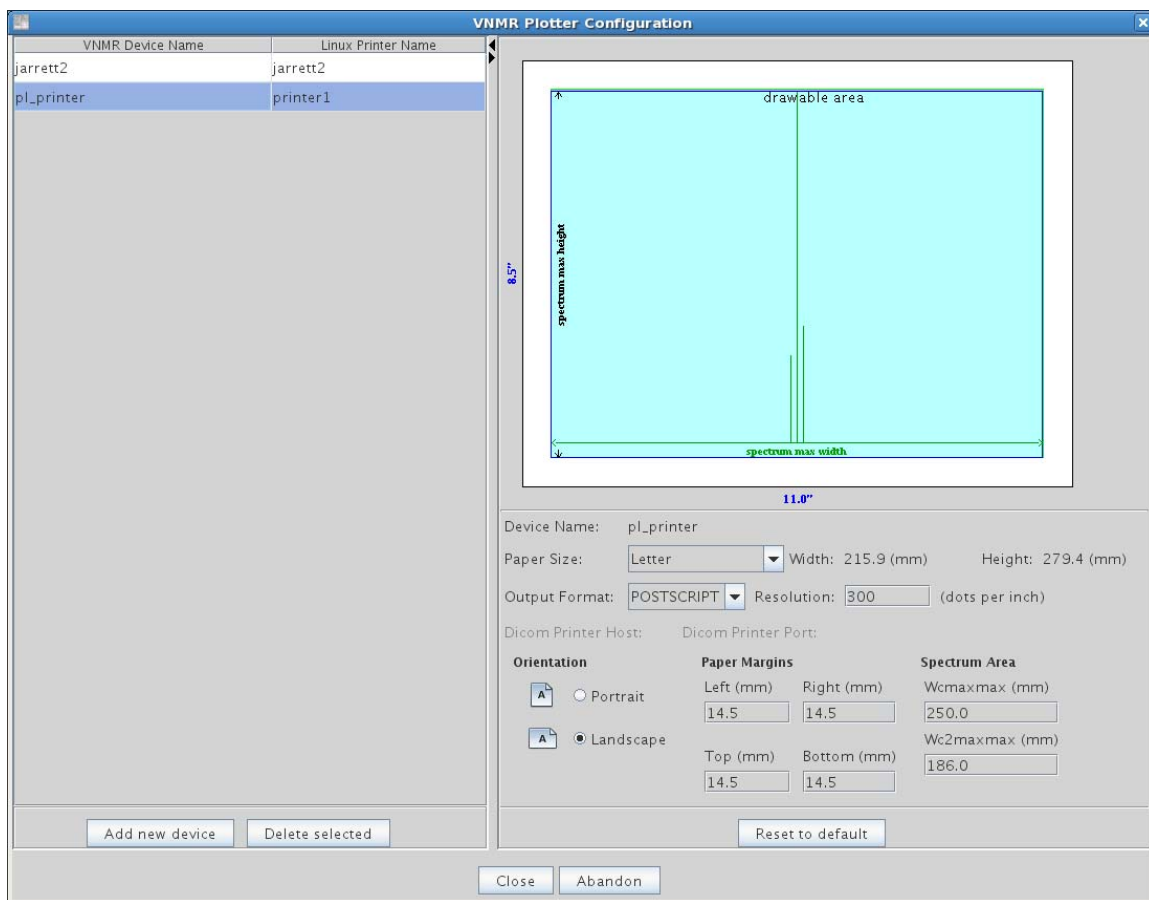 VNMR Plotter Configuration
VNMR Device Name Linux Printer Name
jarrett2 jarrett2
pl_printer printer1
drawable area
spectrum max height
8.5"
spectrum max width
11.0"
Device Name: pl_printer
Paper Size: Letter Width: 215.9 (mm) Height: 279.4 (mm)
Output Format: POSTSCRIPT Resolution: 300 (dots per inch)
Dicom Printer Host: Dicom Printer Port:
Orientation Paper Margins Spectrum Area
A Portrait
A Landscape
Left (mm) Right (mm) Wcmaxmax (mm)
14.5 14.5 250.0
Top (mm) Bottom (mm) Wc2maxmax (mm)
14.5 14.5 186.0
Add new device Delete selected Reset to default
Close Abandon